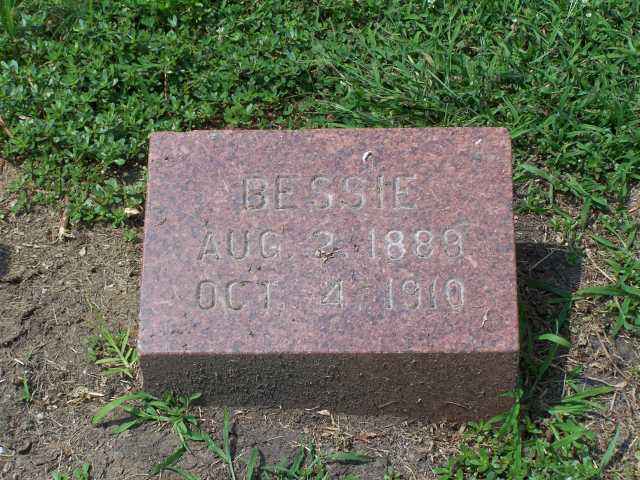 BESSIE
AUG. 2, 1889
OCT. 4, 1910